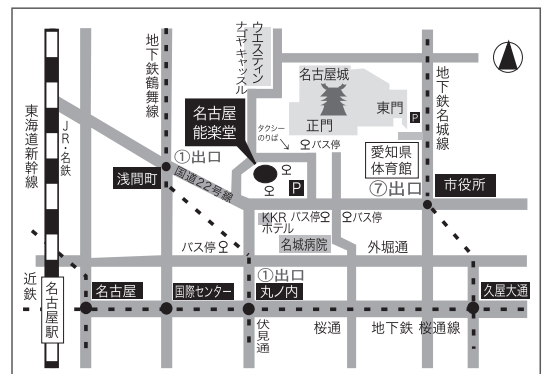 地下鉄鶴舞線
ウエスティン
ナゴヤキャッスル
名古屋城
東門
正門
P
地下鉄名城線
東海道新幹線
JR・名鉄
名古屋
能楽堂
タクシー
のりば
バス停
愛知県
体育館
①出口
浅間町
国道22号線
P
⑦出口
市役所
KKR
ホテル
バス停
バス停
バス停
名城病院
外堀通
①出口
近鉄
名古屋駅
名古屋
国際センター
丸ノ内
久屋大通
伏見通
桜通
地下鉄 桜通線